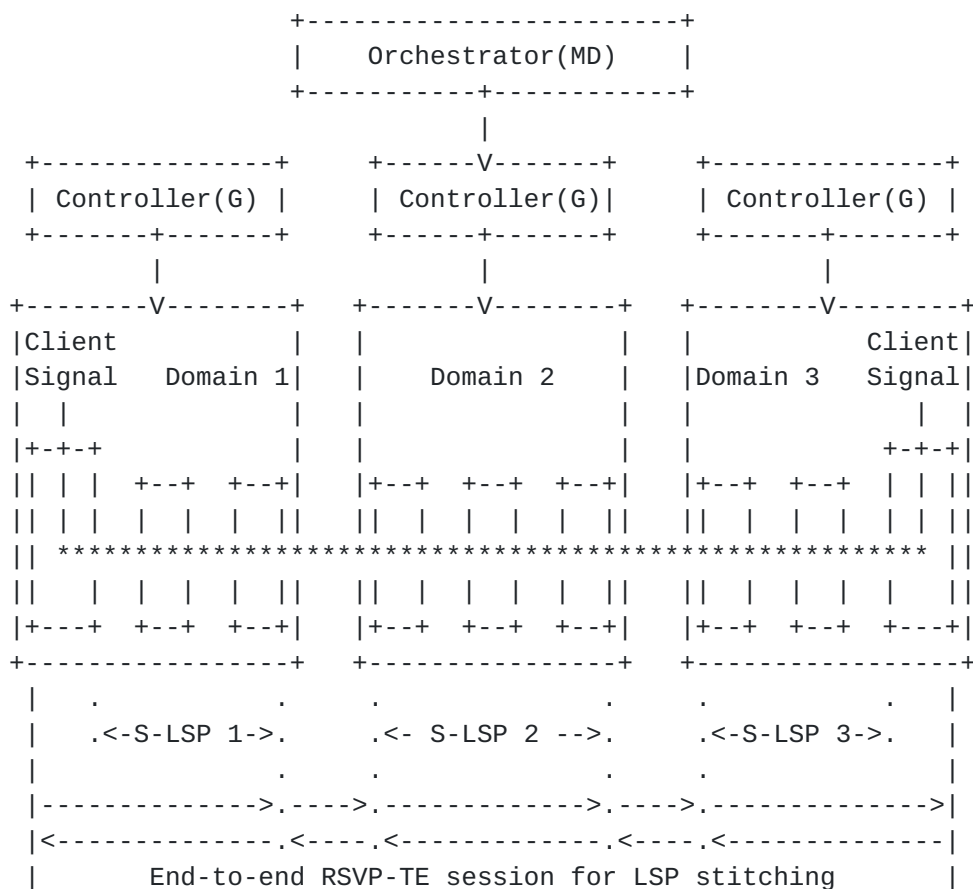 Orchestrator(MD)
Controller(G) Controller(G) Controller(G)
Client Client
Signal Domain 1 Domain 2 Domain 3 Signal
<-S-LSP 1-> <- S-LSP 2 --> <-S-LSP 3->
End-to-end RSVP-TE session for LSP stitching